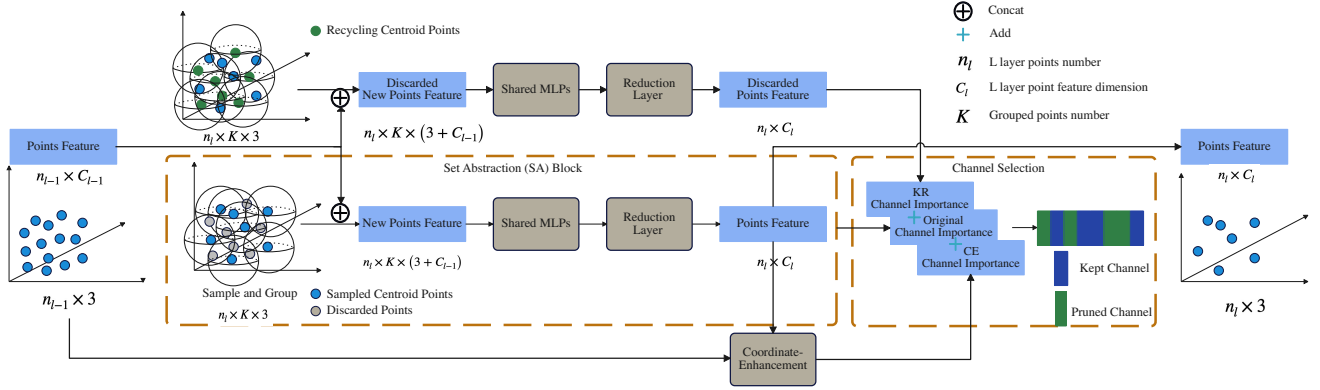 Recycling Centroid Points
n_l × K × 3
Discarded
New Points Feature
n_l × K × (3 + C_{l-1})
Shared MLPs
Reduction
Layer
Discarded
Points Feature
n_l × C_l
Concat
Add
n_l L layer points number
C_l L layer point feature dimension
K Grouped points number
Points Feature
n_{l-1} × C_{l-1}
n_{l-1} × 3
Set Abstraction (SA) Block
Sample and Group
n_l × K × 3
Sampled Centroid Points
Discarded Points
New Points Feature
n_l × K × (3 + C_{l-1})
Shared MLPs
Reduction
Layer
Points Feature
n_l × C_l
Channel Selection
KR
Channel Importance
Original
Channel Importance
CE
Channel Importance
Kept Channel
Pruned Channel
Coordinate-
Enhancement
Points Feature
n_l × C_l
n_l × 3